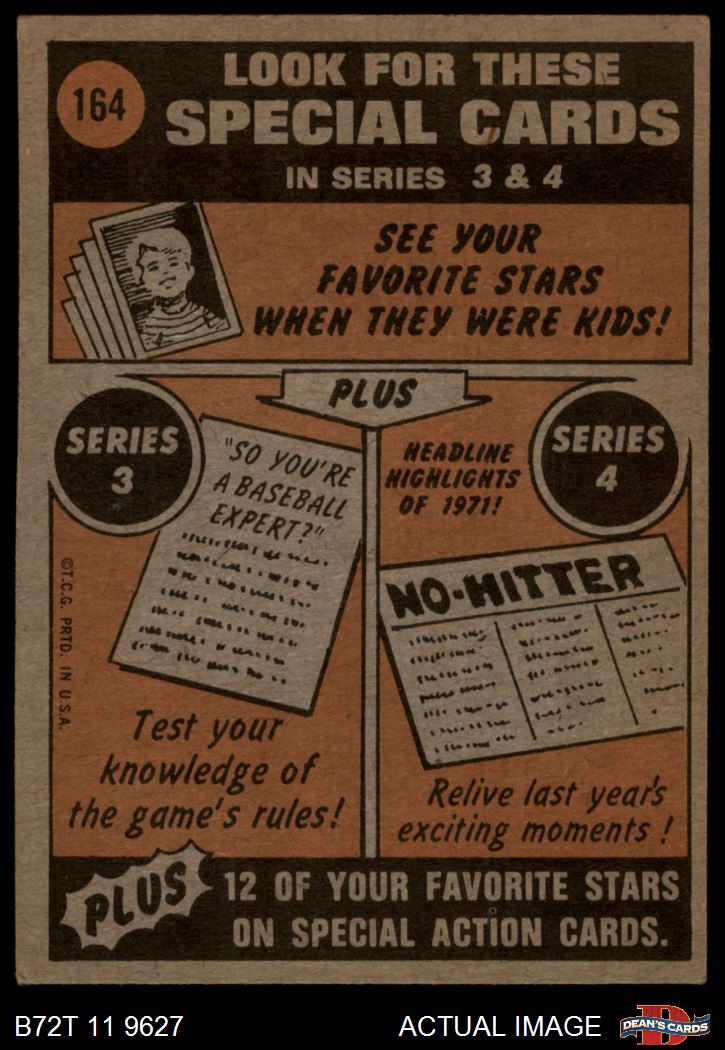 164
LOOK FOR THESE
SPECIAL CARDS
IN SERIES 3 & 4
SEE YOUR
FAVORITE STARS
WHEN THEY WERE KIDS!
PLUS
SERIES
3
"SO YOU'RE
A BASEBALL
EXPERT?"
Test your
knowledge of
the game's rules!
HEADLINE
HIGHLIGHTS
OF 1971!
SERIES
4
NO-HITTER
Relive last year's
exciting moments!
©T.C.G. PRTD. IN U.S.A.
PLUS
12 OF YOUR FAVORITE STARS
ON SPECIAL ACTION CARDS.
B72T 11 9627
ACTUAL IMAGE
D
DEAN'S CARDS